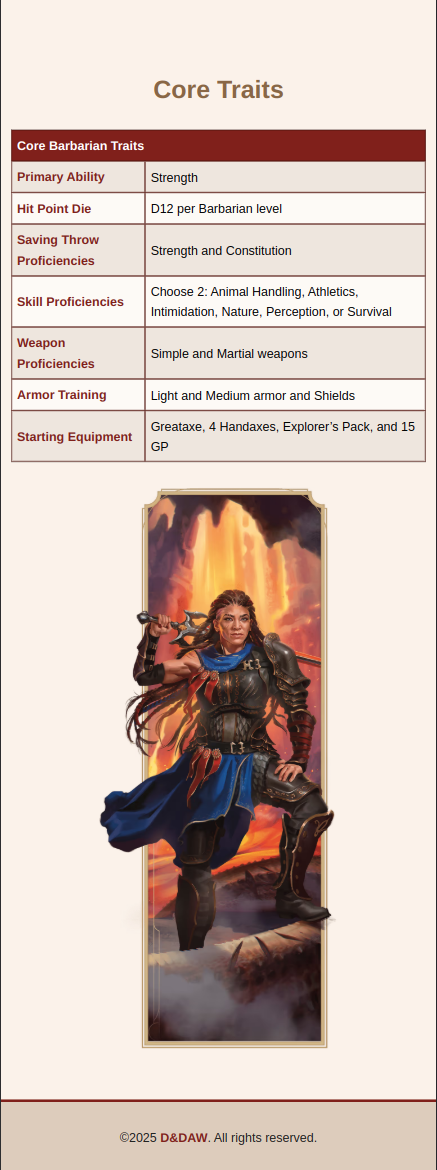 Core Traits
Core Barbarian Traits
Primary Ability
Strength
Hit Point Die
D12 per Barbarian level
Saving Throw
Proficiencies
Strength and Constitution
Skill Proficiencies
Choose 2: Animal Handling, Athletics,
Intimidation, Nature, Perception, or Survival
Weapon
Proficiencies
Simple and Martial weapons
Armor Training
Light and Medium armor and Shields
Starting Equipment
Greataxe, 4 Handaxes, Explorer’s Pack, and 15
GP
©2025 D&DAW. All rights reserved.